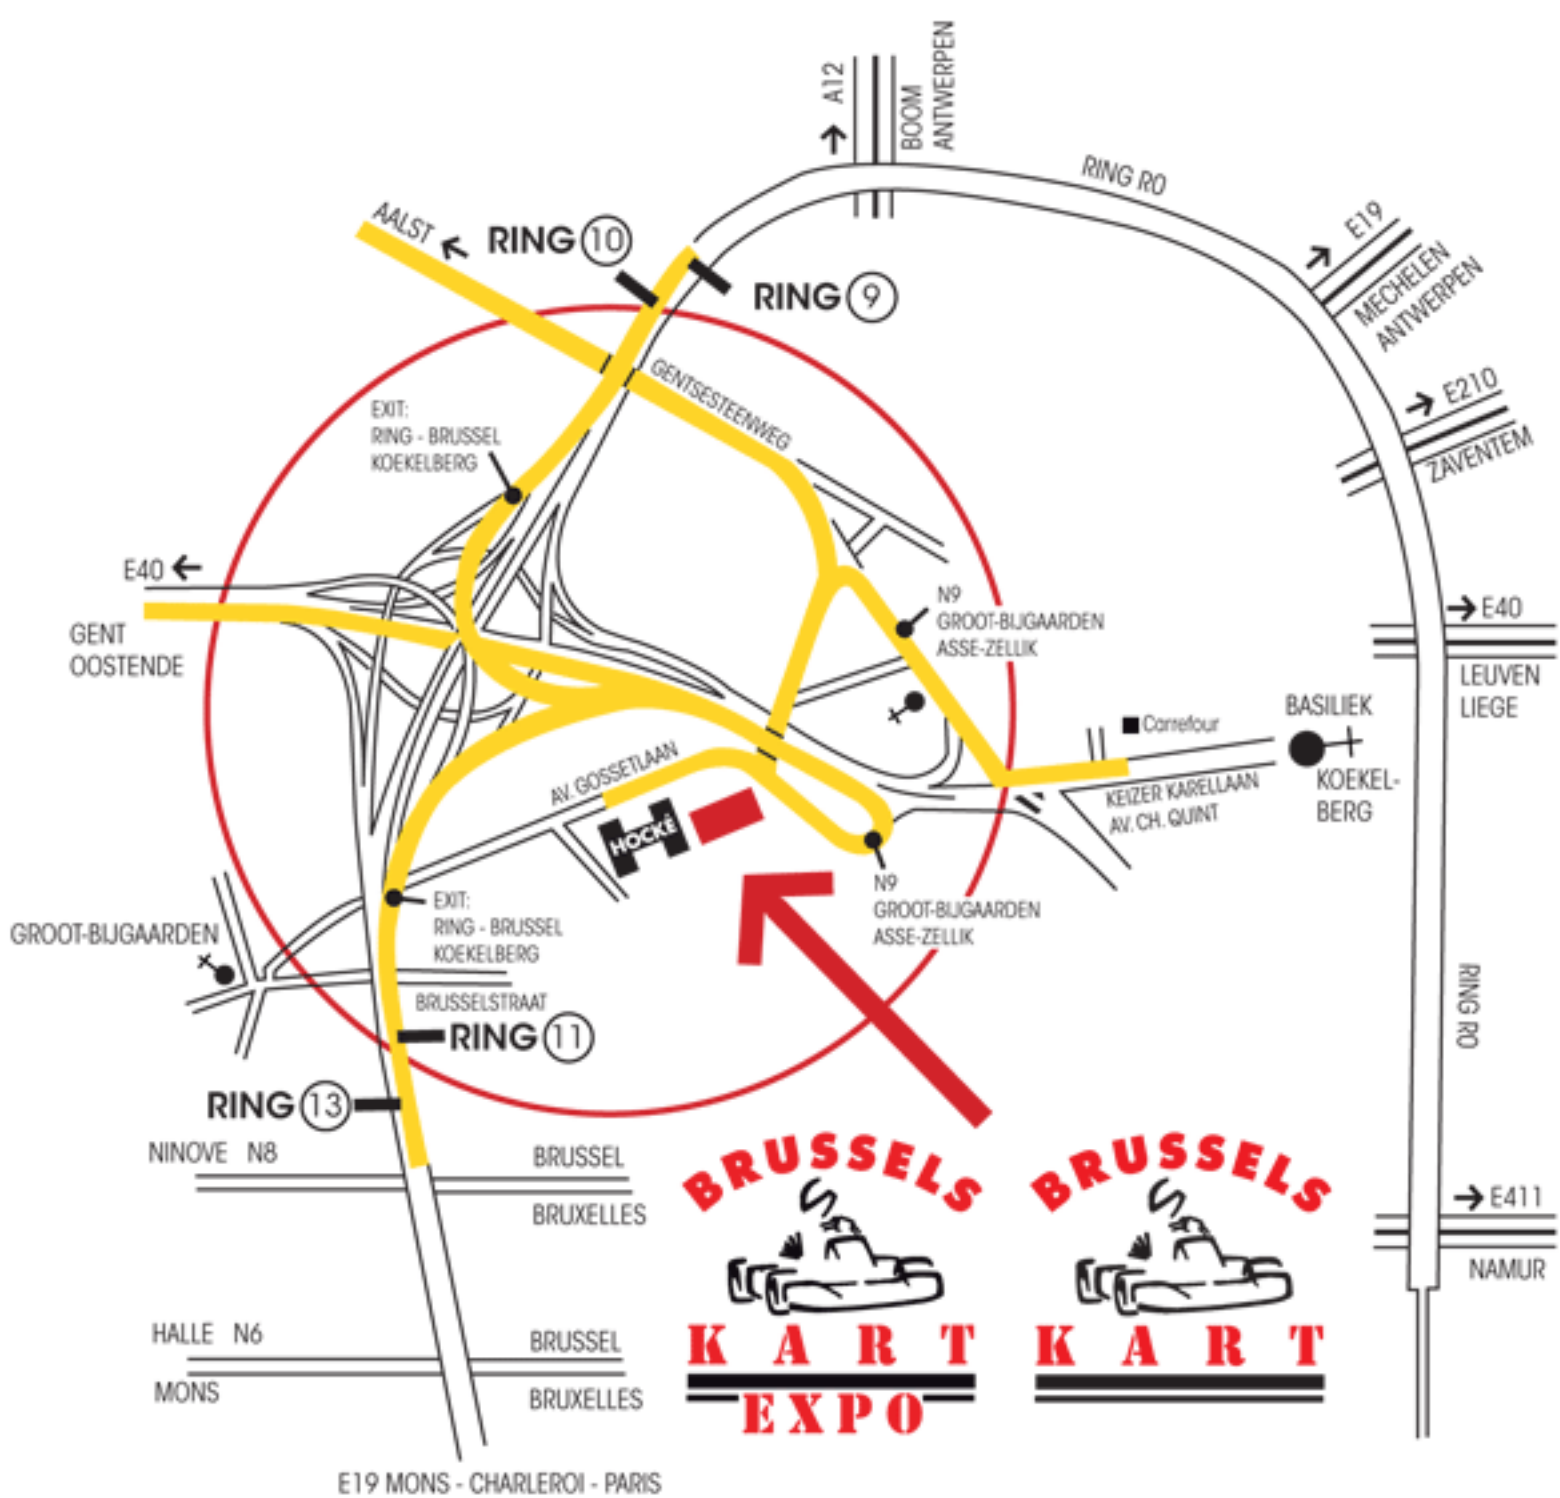 A12
BOOM
ANTWERPEN
RING R0
E19
MECHELEN
ANTWERPEN
AALST
RING 10
RING 9
GENTSESTEENWEG
E210
ZAVENTEM
EXIT:
RING - BRUSSEL
KOEKELBERG
E40
GENT
OOSTENDE
N9
GROOT-BIJGAARDEN
ASSE-ZELLIK
E40
LEUVEN
LIEGE
BASILIEK
KOEKEL-
BERG
Carrefour
KEIZER KARELLAAN
AV. CH. QUINT
AV. GOSSETLAAN
HOCKÉ
N9
GROOT-BIJGAARDEN
ASSE-ZELLIK
EXIT:
RING - BRUSSEL
KOEKELBERG
GROOT-BIJGAARDEN
BRUSSELSTRAAT
RING 11
RING R0
RING 13
NINOVE N8
BRUSSEL
BRUXELLES
E411
NAMUR
HALLE N6
MONS
BRUSSEL
BRUXELLES
BRUSSELS
KART
EXPO
BRUSSELS
KART
E19 MONS - CHARLEROI - PARIS